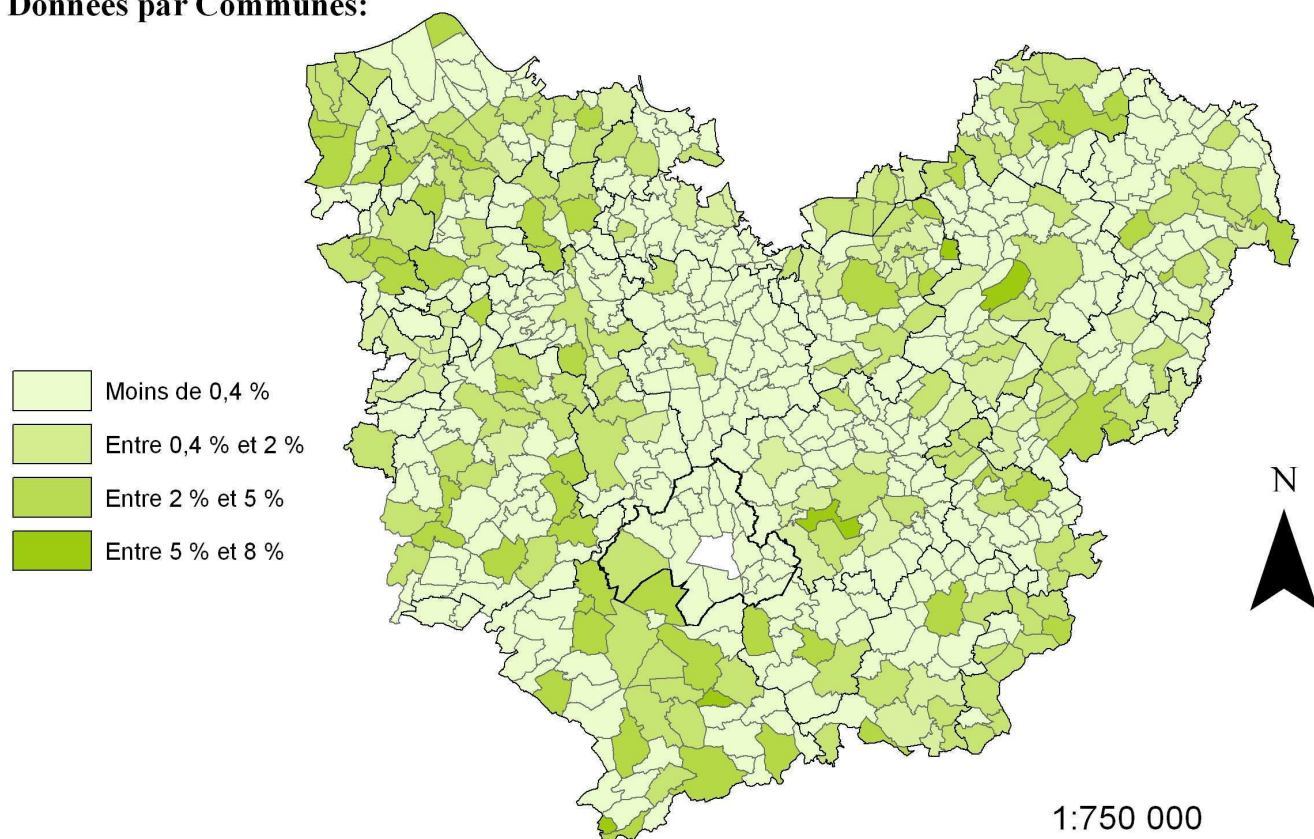 Données par Communes:
Moins de 0,4 %
Entre 0,4 % et 2 %
Entre 2 % et 5 %
Entre 5 % et 8 %
N
1:750 000